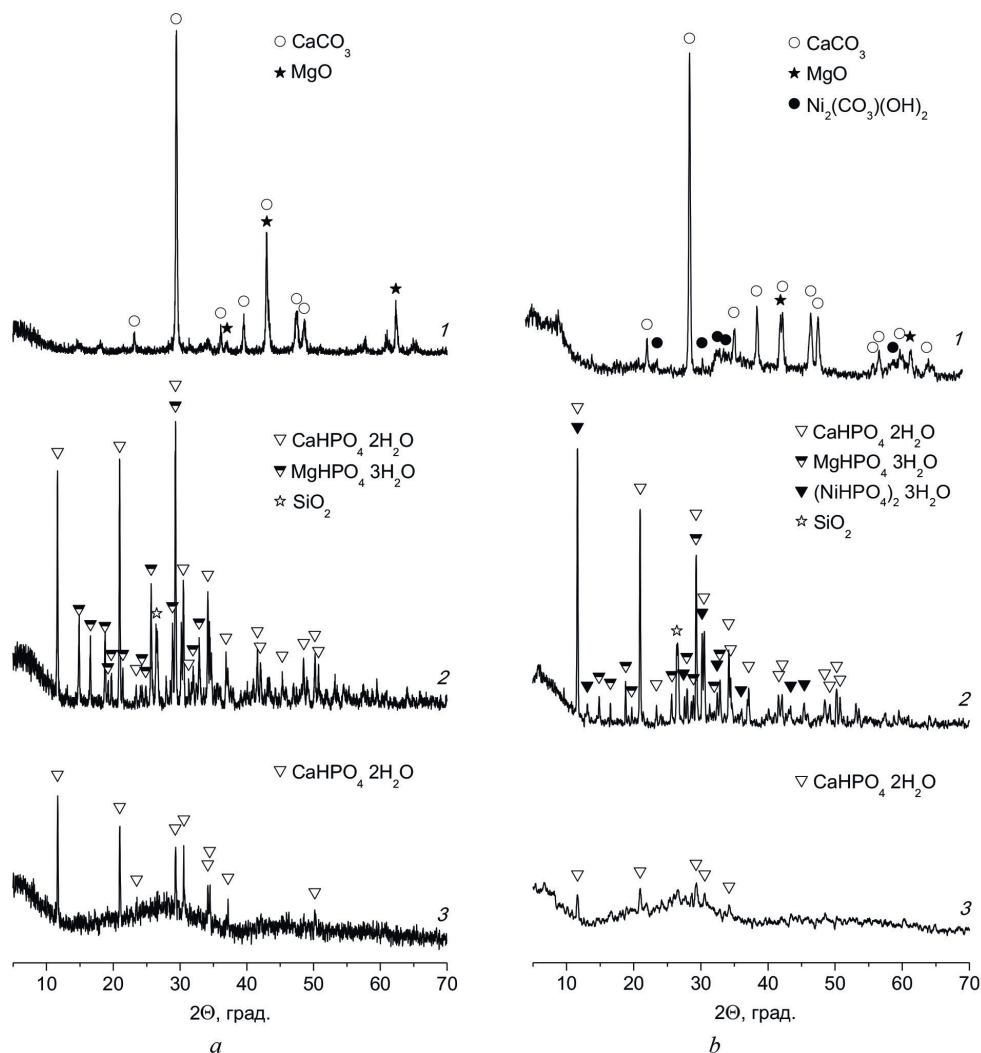 ○ CaCO₃
★ MgO
1
▽ CaHPO₄ 2H₂O
MgHPO₄ 3H₂O
☆ SiO₂
2
▽ CaHPO₄ 2H₂O
3
10 20 30 40 50 60 70
2Θ, град.
a
○ CaCO₃
★ MgO
● Ni₂(CO₃)(OH)₂
1
▽ CaHPO₄ 2H₂O
MgHPO₄ 3H₂O
▼ (NiHPO₄)₂ 3H₂O
☆ SiO₂
2
▽ CaHPO₄ 2H₂O
3
10 20 30 40 50 60 70
2Θ, град.
b